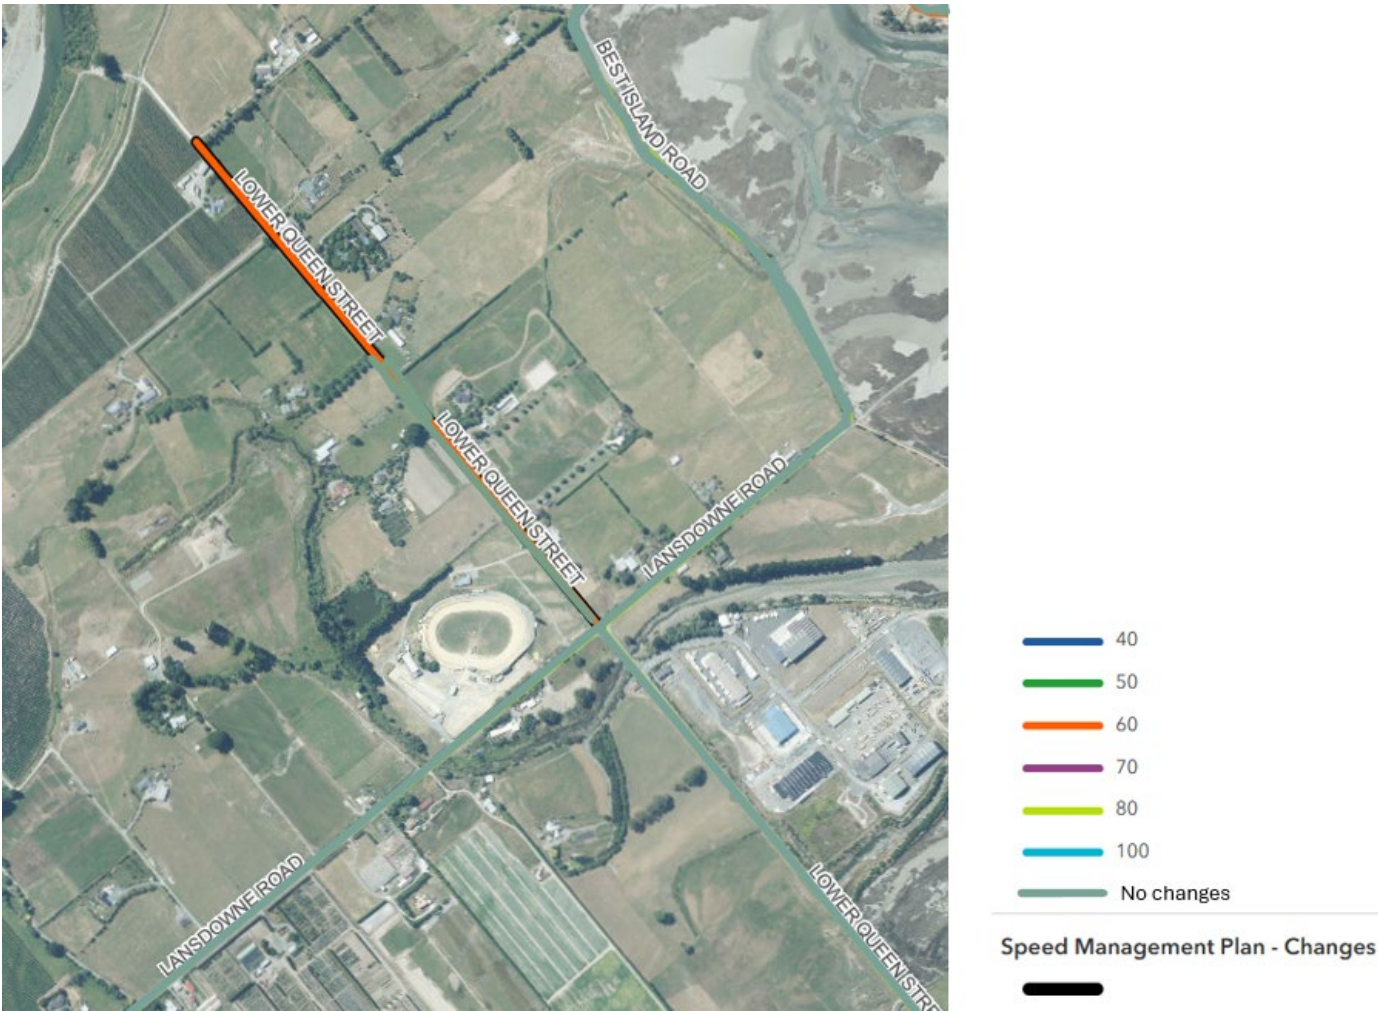 BEST ISLAND ROAD
LOWER QUEEN STREET
LOWER QUEEN STREET
LANSDOWNE ROAD
LANSDOWNE ROAD
LOWER QUEEN STRE
40
50
60
70
80
100
No changes
Speed Management Plan - Changes